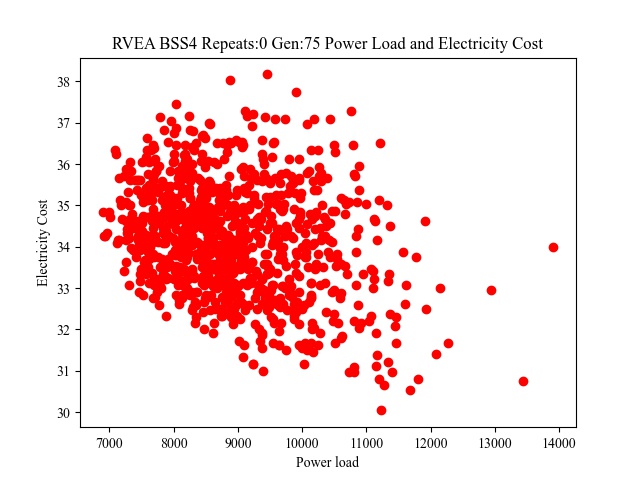 RVEA BSS4 Repeats:0 Gen:75 Power Load and Electricity Cost
38
37
36
35
34
33
32
31
30
Electricity Cost
7000 8000 9000 10000 11000 12000 13000 14000
Power load